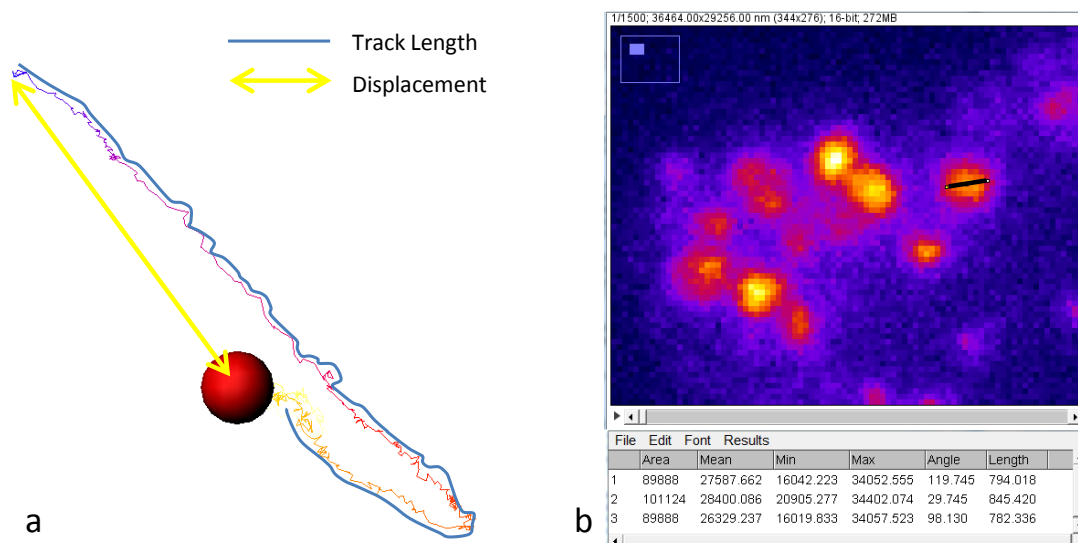 Track Length
Displacement
a
1/1500; 36464.00x29256.00 nm (344x276); 16-bit; 272MB
File Edit Font Results
Area Mean Min Max Angle Length
1 89888 27587.662 16042.223 34052.555 119.745 794.018
2 101124 28400.086 20905.277 34402.074 29.745 845.420
3 89888 26329.237 16019.833 34057.523 98.130 782.336
b